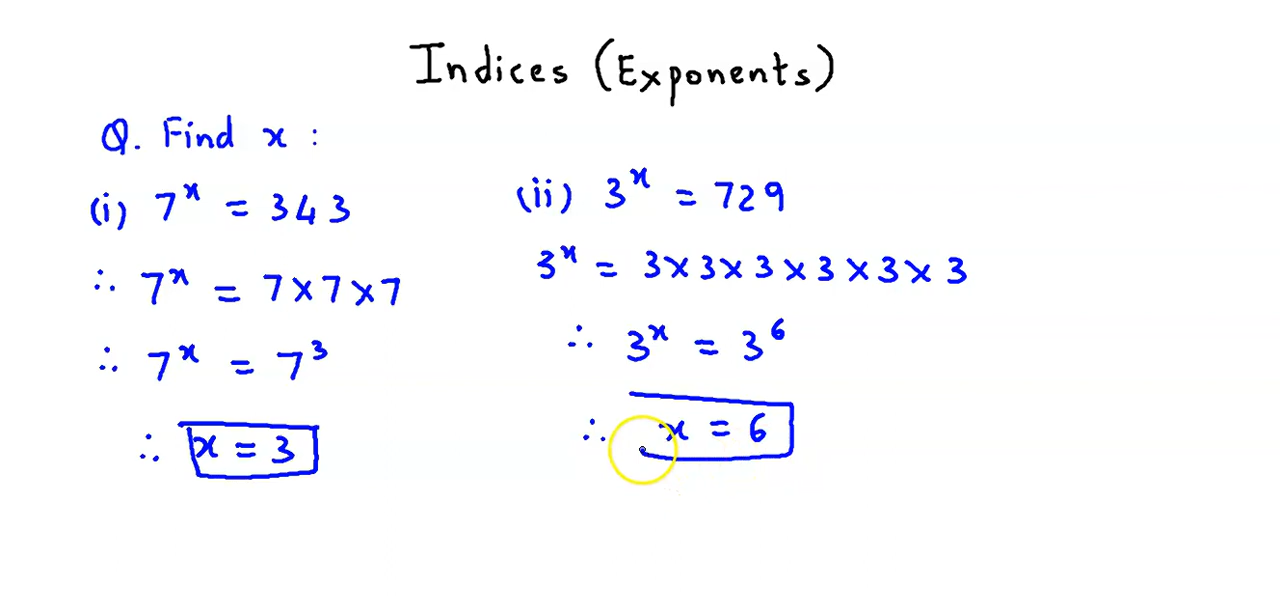 Indices (Exponents)
Q. Find x :
(i) 7^x = 343
∴ 7^x = 7×7×7
∴ 7^x = 7^3
∴ x = 3
(ii) 3^x = 729
3^x = 3×3×3×3×3×3
∴ 3^x = 3^6
∴ x = 6